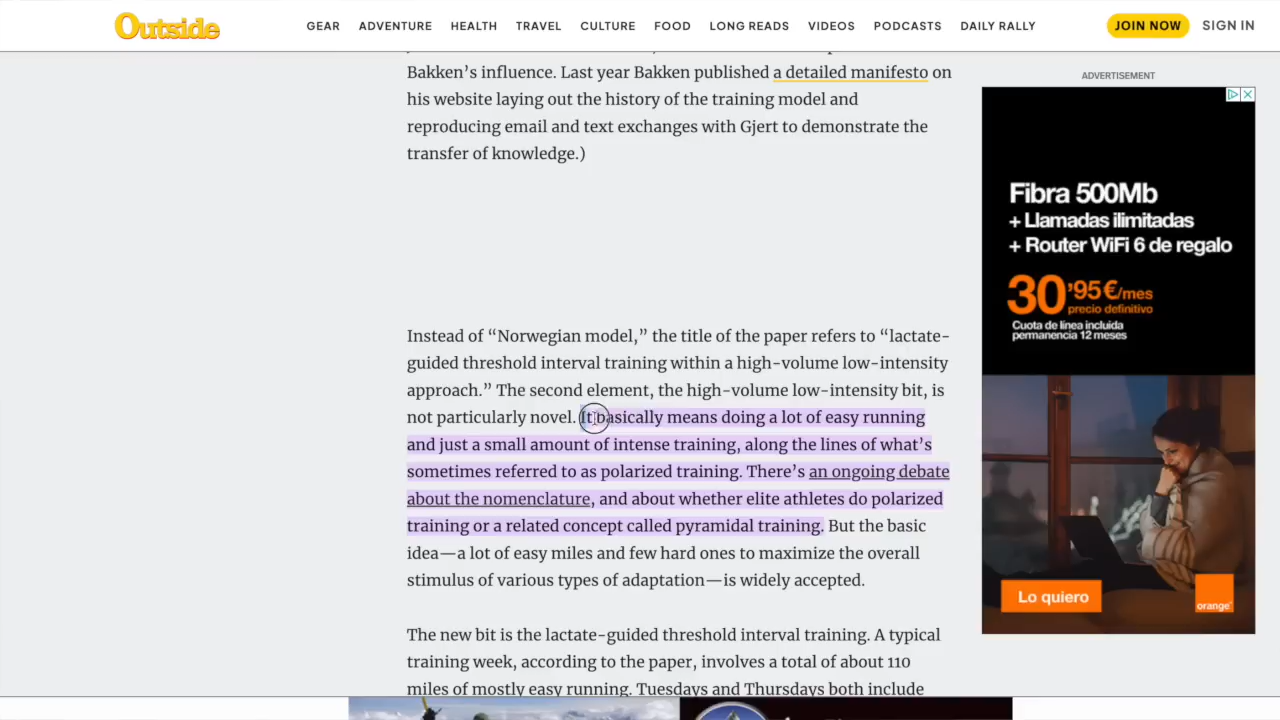 Outside
GEAR ADVENTURE HEALTH TRAVEL CULTURE FOOD LONG READS VIDEOS PODCASTS DAILY RALLY
JOIN NOW SIGN IN
Bakken’s influence. Last year Bakken published a detailed manifesto on
his website laying out the history of the training model and
reproducing email and text exchanges with Gjert to demonstrate the
transfer of knowledge.)
Instead of “Norwegian model,” the title of the paper refers to “lactate-
guided threshold interval training within a high-volume low-intensity
approach.” The second element, the high-volume low-intensity bit, is
not particularly novel. It basically means doing a lot of easy running
and just a small amount of intense training, along the lines of what’s
sometimes referred to as polarized training. There’s an ongoing debate
about the nomenclature, and about whether elite athletes do polarized
training or a related concept called pyramidal training. But the basic
idea—a lot of easy miles and few hard ones to maximize the overall
stimulus of various types of adaptation—is widely accepted.
The new bit is the lactate-guided threshold interval training. A typical
training week, according to the paper, involves a total of about 110
miles of mostly easy running. Tuesdays and Thursdays both include
ADVERTISEMENT
Fibra 500Mb
+ Llamadas ilimitadas
+ Router WiFi 6 de regalo
30'95€/mes
precio definitivo
Cuota de línea incluida
permanencia 12 meses
Lo quiero
orange